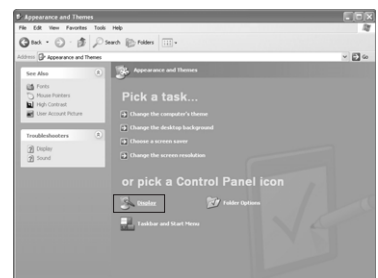 Appearance and Themes
File Edit View Favorites Tools Help
Back Search Folders
Address Appearance and Themes Go
See Also
Fonts
Mouse Pointers
High Contrast
User Account Picture
Troubleshooters
Display
Sound
Appearance and Themes
Pick a task...
Change the computer's theme
Change the desktop background
Choose a screen saver
Change the screen resolution
or pick a Control Panel icon
Display Folder Options
Taskbar and Start Menu